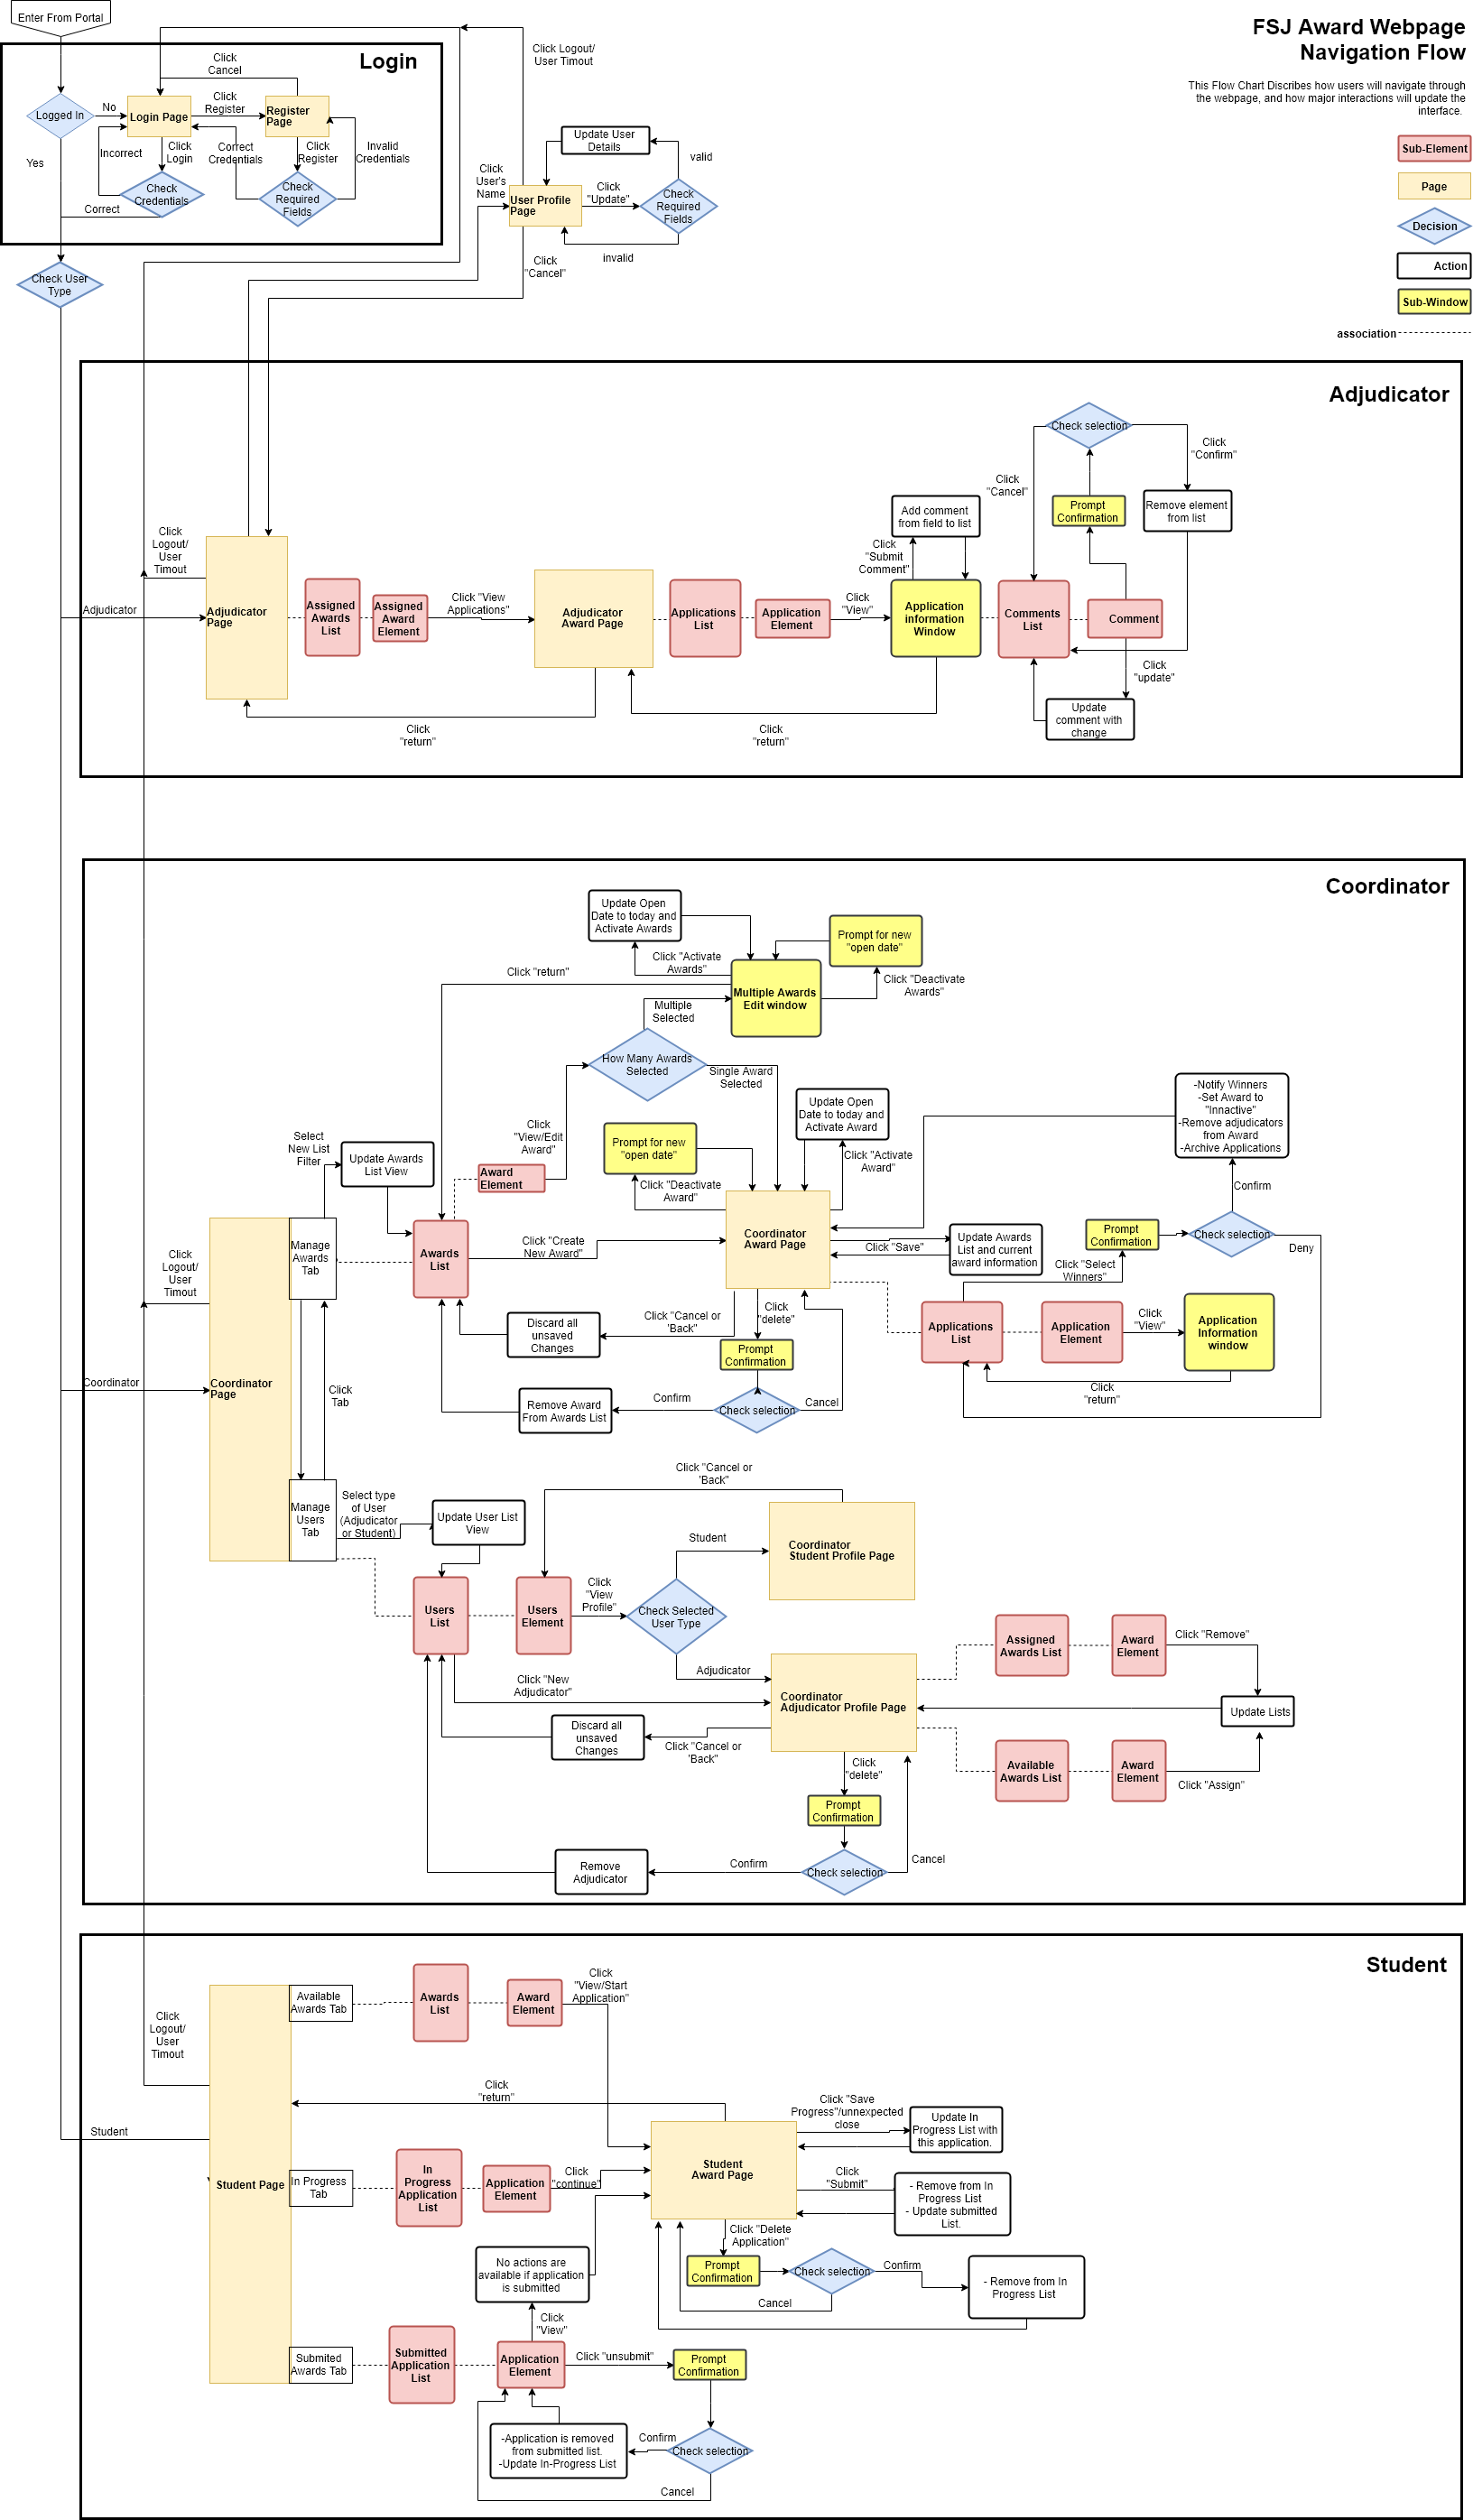 Enter From Portal
FSJ Award Webpage
Navigation Flow
This Flow Chart Discribes how users will navigate through
the webpage, and how major interactions will update the
interface.
Sub-Element
Page
Decision
Action
Sub-Window
association
Login
Click
Cancel
Logged In
No
Login Page
Click
Register
Register
Page
Yes
Incorrect
Click
Login
Correct
Credentials
Click
Register
Invalid
Credentials
Check
Credentials
Check
Required
Fields
Correct
Check User
Type
Click Logout/
User Timout
Update User
Details
valid
Click
User's
Name
User Profile
Page
Click
"Update"
Check
Required
Fields
invalid
Click
"Cancel"
Adjudicator
Check selection
Click
"Confirm"
Click
"Cancel"
Prompt
Confirmation
Remove element
from list
Add comment
from field to list
Click
"Submit
Comment"
Click
Logout/
User
Timout
Adjudicator
Adjudicator
Page
Assigned
Awards
List
Assigned
Award
Element
Click "View
Applications"
Adjudicator
Award Page
Applications
List
Application
Element
Click
"View"
Application
information
Window
Comments
List
Comment
Click
"update"
Update
comment with
change
Click
"return"
Click
"return"
Coordinator
Update Open
Date to today and
Activate Awards
Prompt for new
"open date"
Click "Activate
Awards"
Click "return"
Click "Deactivate
Awards"
Multiple Awards
Edit window
Multiple
Selected
How Many Awards
Selected
Single Award
Selected
Update Open
Date to today and
Activate Award
-Notify Winners
-Set Award to
"Innactive"
-Remove adjudicators
from Award
-Archive Applications
Click
"View/Edit
Award"
Prompt for new
"open date"
Click "Activate
Award"
Select
New List
Filter
Update Awards
List View
Award
Element
Click "Deactivate
Award"
Confirm
Manage
Awards
Tab
Awards
List
Click "Create
New Award"
Coordinator
Award Page
Click "Save"
Update Awards
List and current
award information
Prompt
Confirmation
Check selection
Deny
Click "Select
Winners"
Click
Logout/
User
Timout
Discard all
unsaved
Changes
Click "Cancel or
'Back"
Click
"delete"
Prompt
Confirmation
Applications
List
Application
Element
Click
"View"
Application
Information
window
Click
"return"
Coordinator
Coordinator
Page
Click
Tab
Remove Award
From Awards List
Confirm
Check selection
Cancel
Click "Cancel or
'Back"
Manage
Users
Tab
Select type
of User
(Adjudicator
or Student)
Update User List
View
Student
Coordinator
Student Profile Page
Users
List
Users
Element
Click
"View
Profile"
Check Selected
User Type
Assigned
Awards List
Award
Element
Click "Remove"
Adjudicator
Click "New
Adjudicator"
Coordinator
Adjudicator Profile Page
Update Lists
Discard all
unsaved
Changes
Click "Cancel or
'Back"
Click
"delete"
Available
Awards List
Award
Element
Click "Assign"
Prompt
Confirmation
Remove
Adjudicator
Confirm
Check selection
Cancel
Student
Available
Awards Tab
Awards
List
Award
Element
Click
"View/Start
Application"
Click
Logout/
User
Timout
Click
"return"
Click "Save
Progress"/unnexpected
close
Update In
Progress List with
this application.
Student
Student Page
In Progress
Tab
In
Progress
Application
List
Application
Element
Click
"continue"
Student
Award Page
Click
"Submit"
- Remove from In
Progress List
- Update submitted
List.
Click "Delete
Application"
No actions are
available if application
is submitted
Prompt
Confirmation
Check selection
Confirm
- Remove from In
Progress List
Cancel
Click
"View"
Submited
Awards Tab
Submitted
Application
List
Application
Element
Click "unsubmit"
Prompt
Confirmation
-Application is removed
from submitted list.
-Update In-Progress List
Confirm
Check selection
Cancel